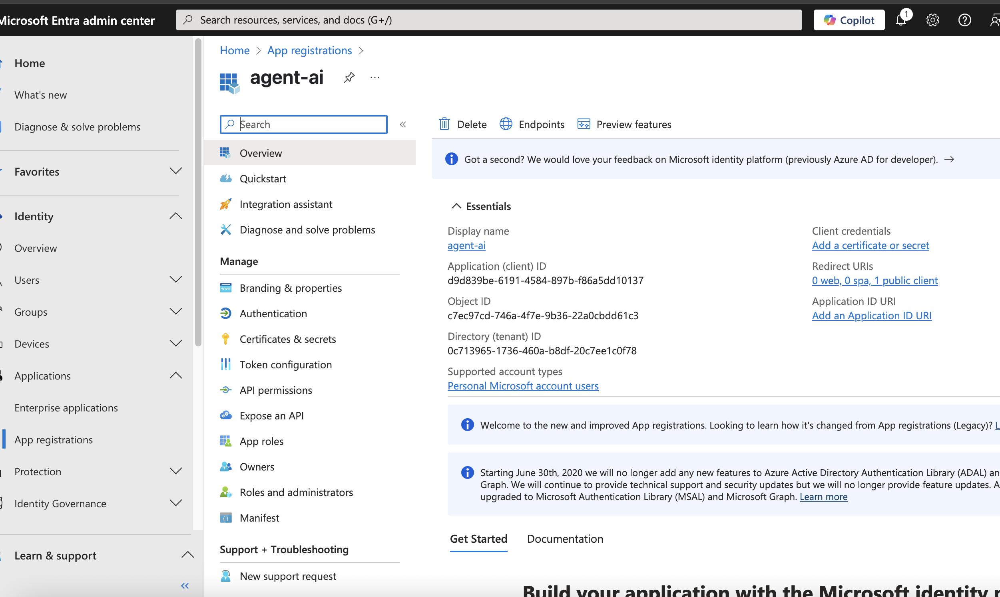 Microsoft Entra admin center
Search resources, services, and docs (G+/)
Copilot
1
Home
What's new
Diagnose & solve problems
Favorites
Identity
Overview
Users
Groups
Devices
Applications
Enterprise applications
App registrations
Protection
Identity Governance
Learn & support
Home > App registrations >
agent-ai
Search
Overview
Quickstart
Integration assistant
Diagnose and solve problems
Manage
Branding & properties
Authentication
Certificates & secrets
Token configuration
API permissions
Expose an API
App roles
Owners
Roles and administrators
Manifest
Support + Troubleshooting
New support request
Delete
Endpoints
Preview features
Got a second? We would love your feedback on Microsoft identity platform (previously Azure AD for developer). →
Essentials
Display name
agent-ai
Application (client) ID
d9d839be-6191-4584-897b-f86a5dd10137
Object ID
c7ec97cd-746a-4f7e-9b36-22a0cbdd61c3
Directory (tenant) ID
0c713965-1736-460a-b8df-20c7ee1c0f78
Supported account types
Personal Microsoft account users
Client credentials
Add a certificate or secret
Redirect URIs
0 web, 0 spa, 1 public client
Application ID URI
Add an Application ID URI
Welcome to the new and improved App registrations. Looking to learn how it's changed from App registrations (Legacy)?
Starting June 30th, 2020 we will no longer add any new features to Azure Active Directory Authentication Library (ADAL)
Graph. We will continue to provide technical support and security updates but we will no longer provide feature updates.
upgraded to Microsoft Authentication Library (MSAL) and Microsoft Graph. Learn more
Get Started
Documentation
Build your application with the Microsoft identity